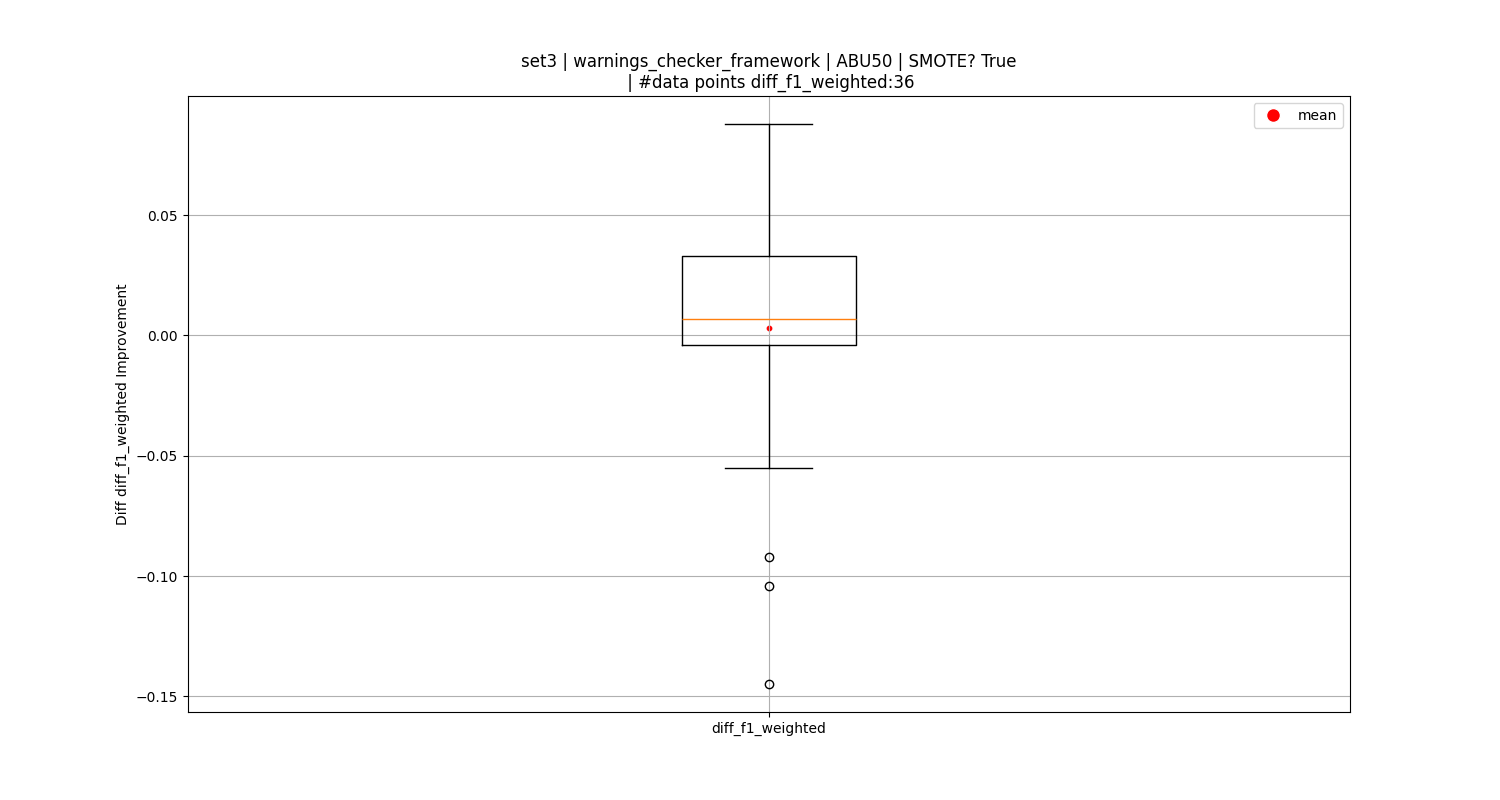 set3 | warnings_checker_framework | ABU50 | SMOTE? True
| #data points diff_f1_weighted:36
mean
0.05
0.00
−0.05
−0.10
−0.15
Diff diff_f1_weighted Improvement
diff_f1_weighted